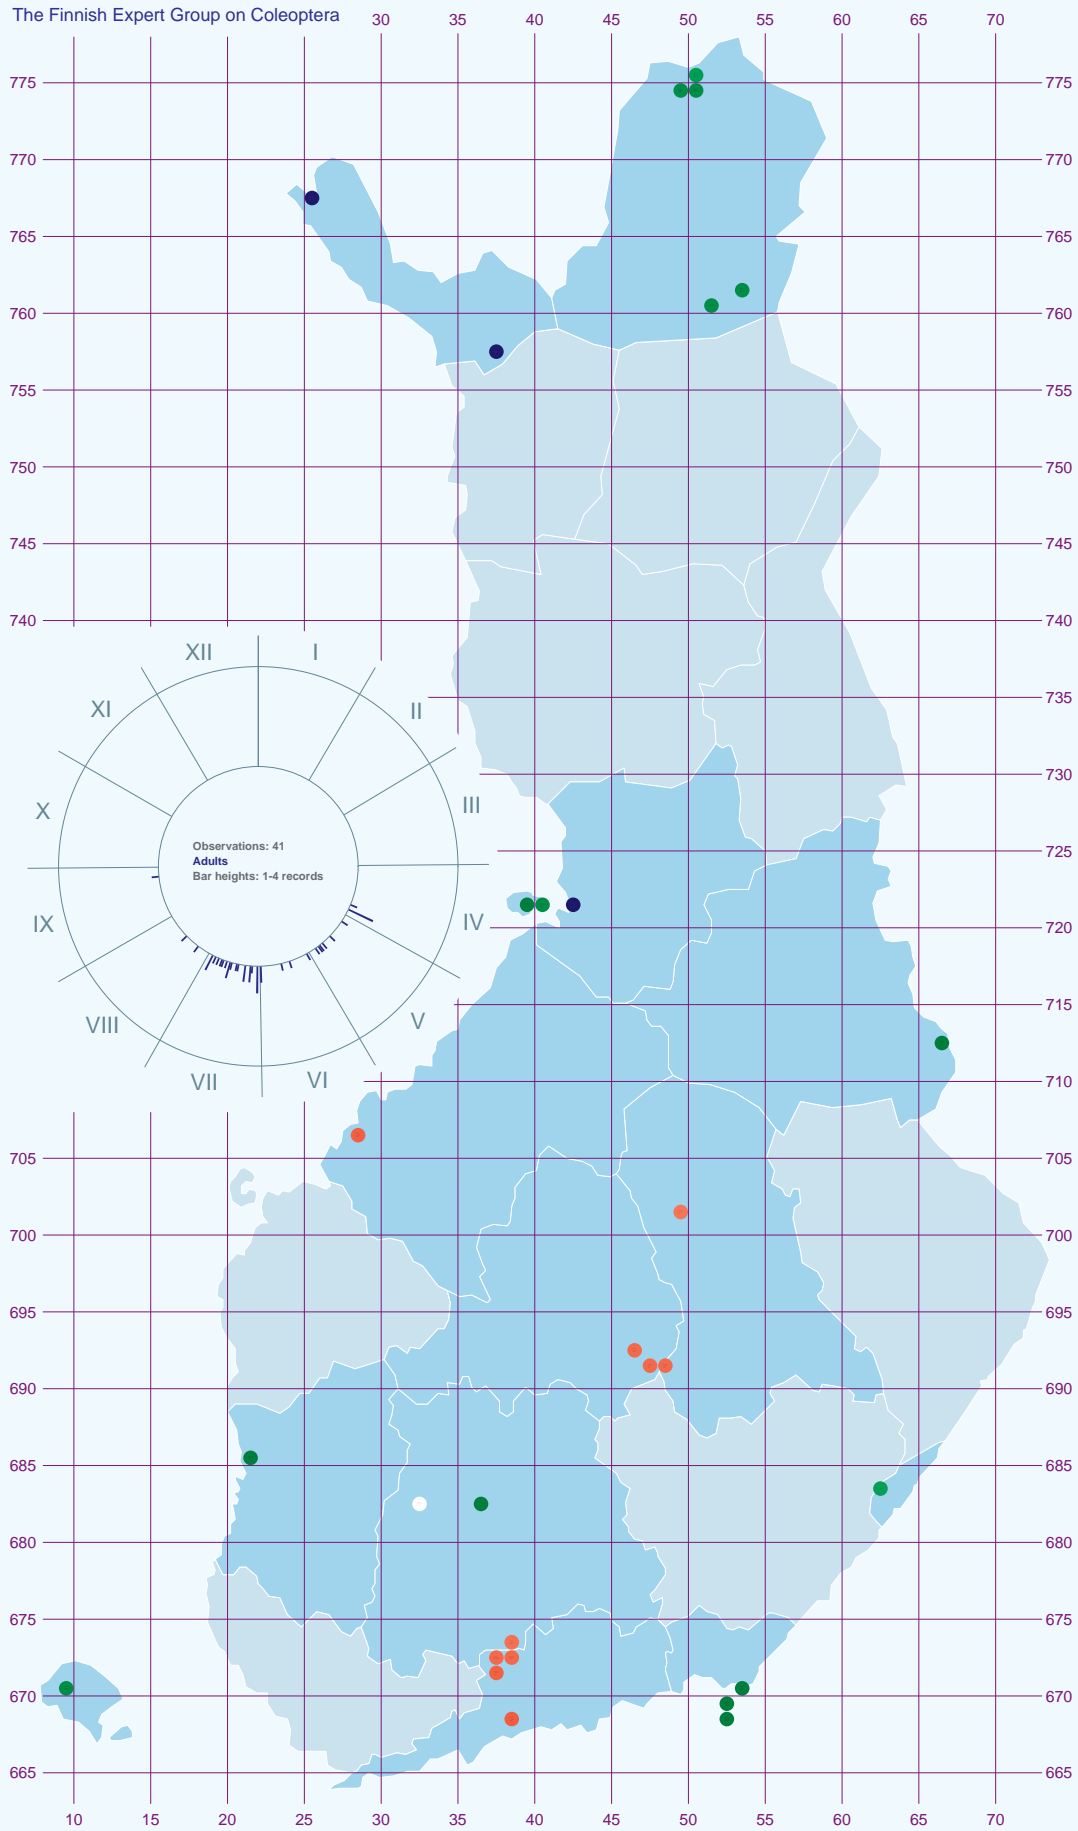 The Finnish Expert Group on Coleoptera
30 35 40 45 50 55 60 65 70
775 775
770 770
765 765
760 760
755 755
750 750
745 745
740 740
XII I
XI II
735
730
X III
Observations: 41
Adults
Bar heights: 1-4 records
725
IX IV
720
VIII V
715
VII VI
710
705 705
700 700
695 695
690 690
685 685
680 680
675 675
670 670
665 665
10 15 20 25 30 35 40 45 50 55 60 65 70